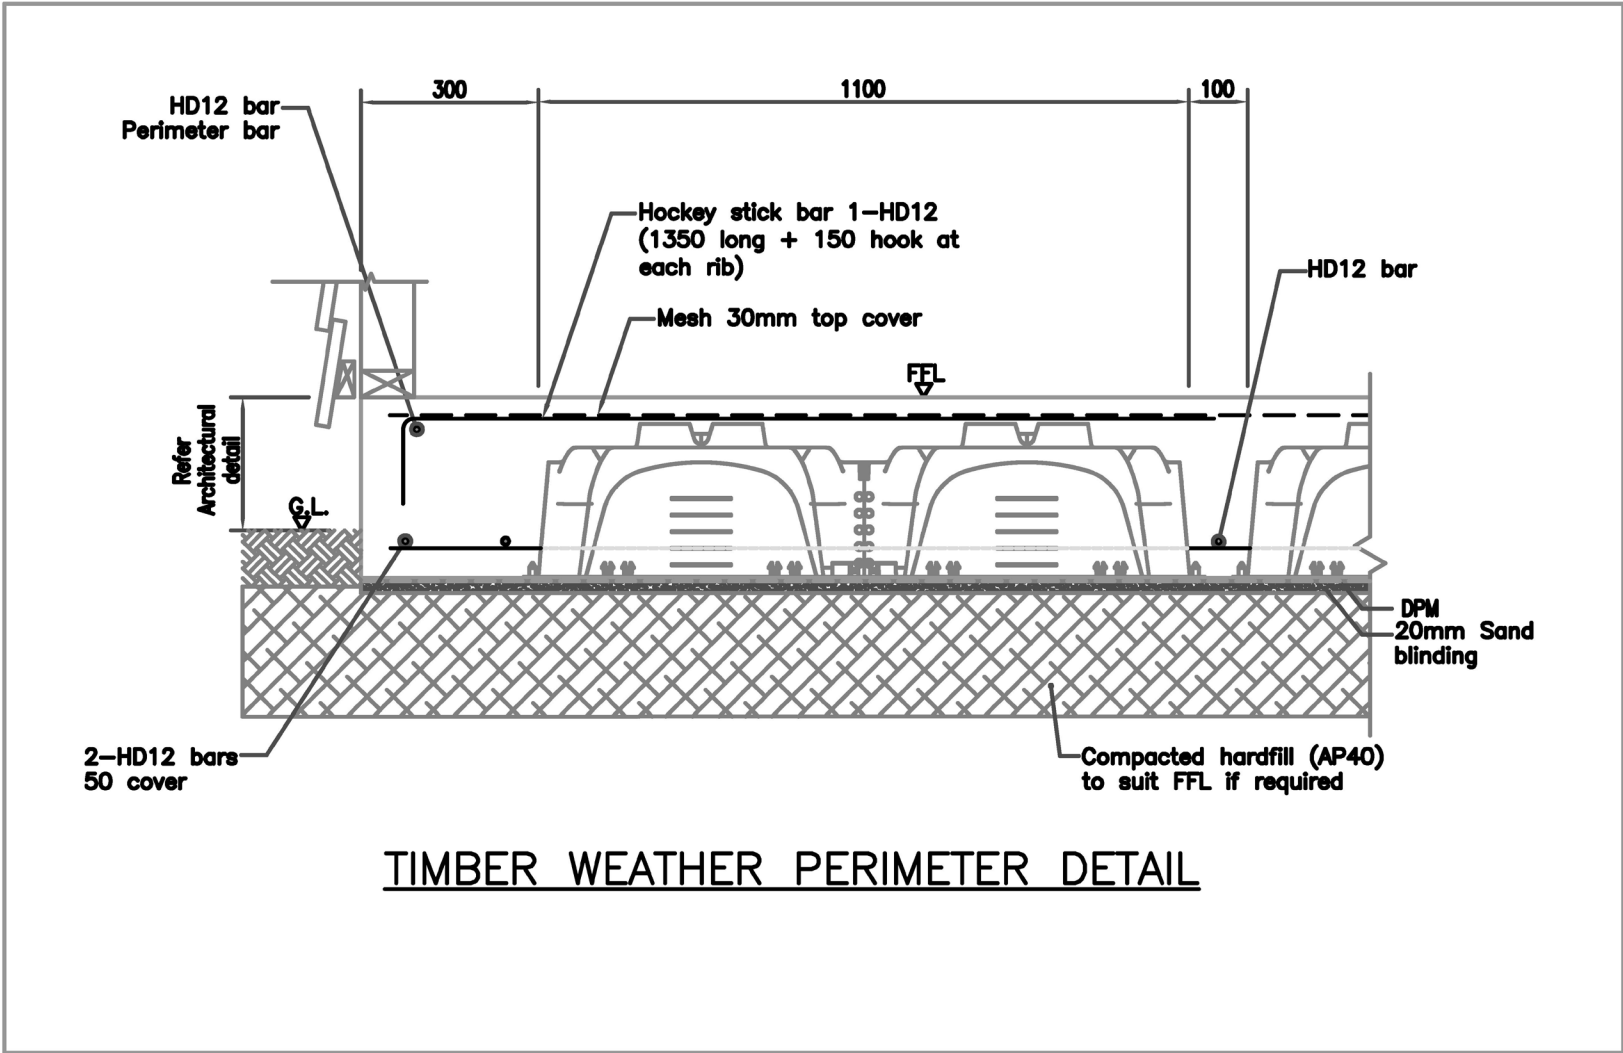 300
1100
100
HD12 bar
Perimeter bar
Hockey stick bar 1-HD12
(1350 long + 150 hook at
each rib)
HD12 bar
Mesh 30mm top cover
FFL
Refer
Architectural
detail
G.L.
DPM
20mm Sand
blinding
2-HD12 bars
50 cover
Compacted hardfill (AP40)
to suit FFL if required
TIMBER WEATHER PERIMETER DETAIL